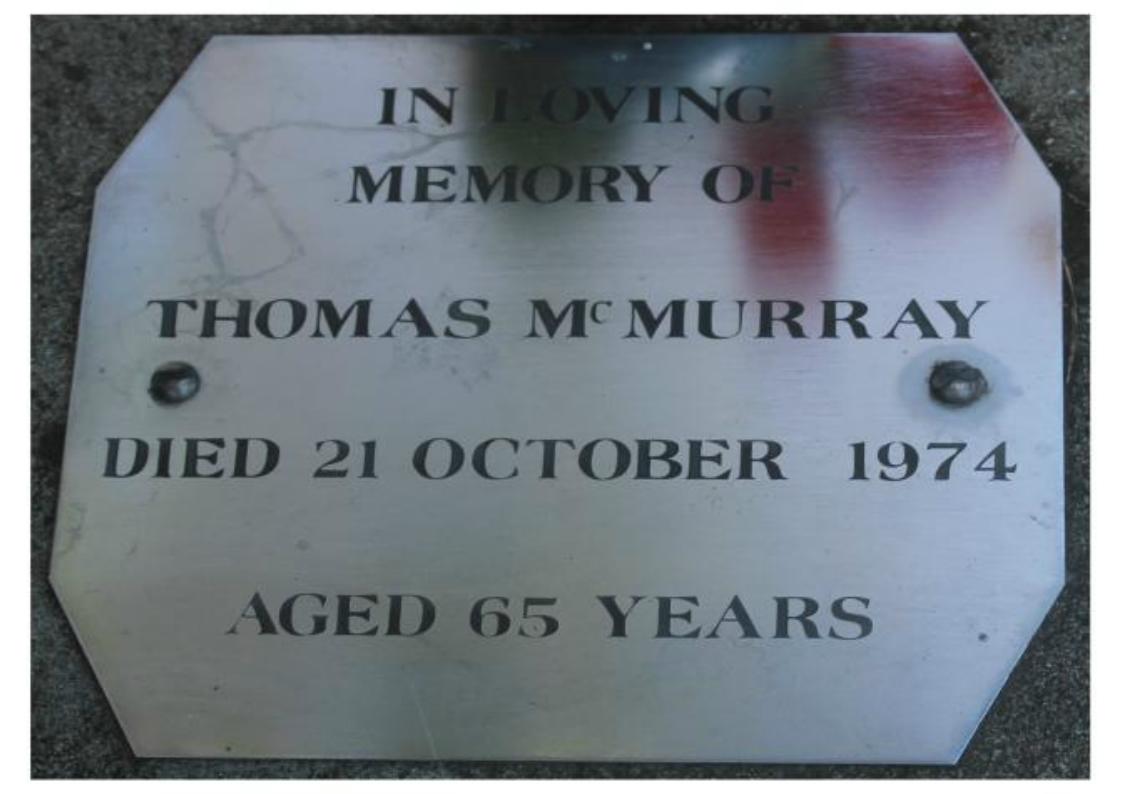 IN LOVING
MEMORY OF
THOMAS McMURRAY
DIED 21 OCTOBER 1974
AGED 65 YEARS